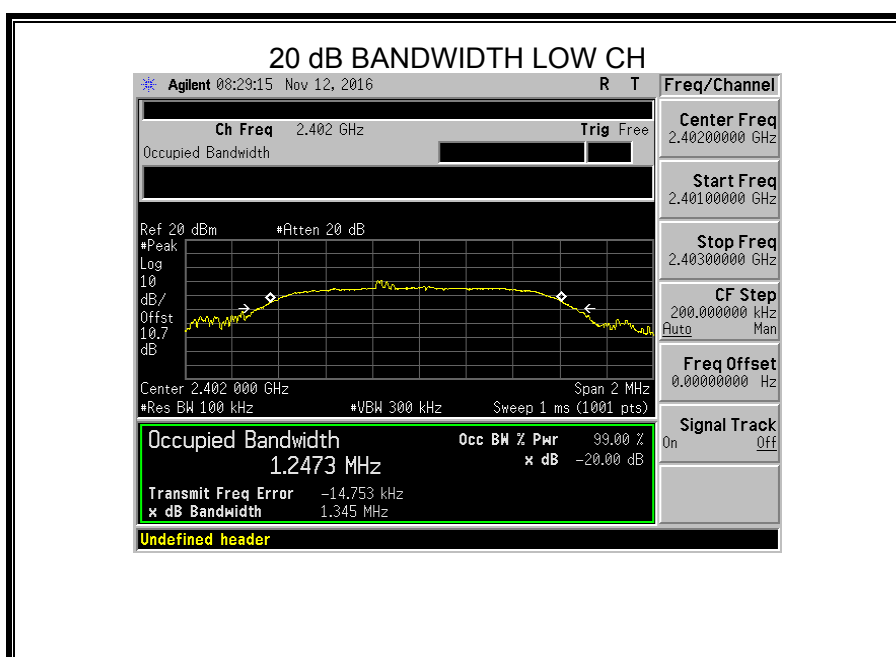 20 dB BANDWIDTH LOW CH
Agilent 08:29:15 Nov 12, 2016 R T
Ch Freq 2.402 GHz Trig Free
Occupied Bandwidth
Ref 20 dBm #Atten 20 dB
#Peak
Log
10
dB/
Offst
10.7
dB
Center 2.402 000 GHz Span 2 MHz
#Res BW 100 kHz #VBW 300 kHz Sweep 1 ms (1001 pts)
Occupied Bandwidth Occ BW % Pwr 99.00 %
1.2473 MHz x dB -20.00 dB
Transmit Freq Error -14.753 kHz
x dB Bandwidth 1.345 MHz
Undefined header
Freq/Channel
Center Freq
2.40200000 GHz
Start Freq
2.40100000 GHz
Stop Freq
2.40300000 GHz
CF Step
200.000000 kHz
Auto Man
Freq Offset
0.00000000 Hz
Signal Track
On Off